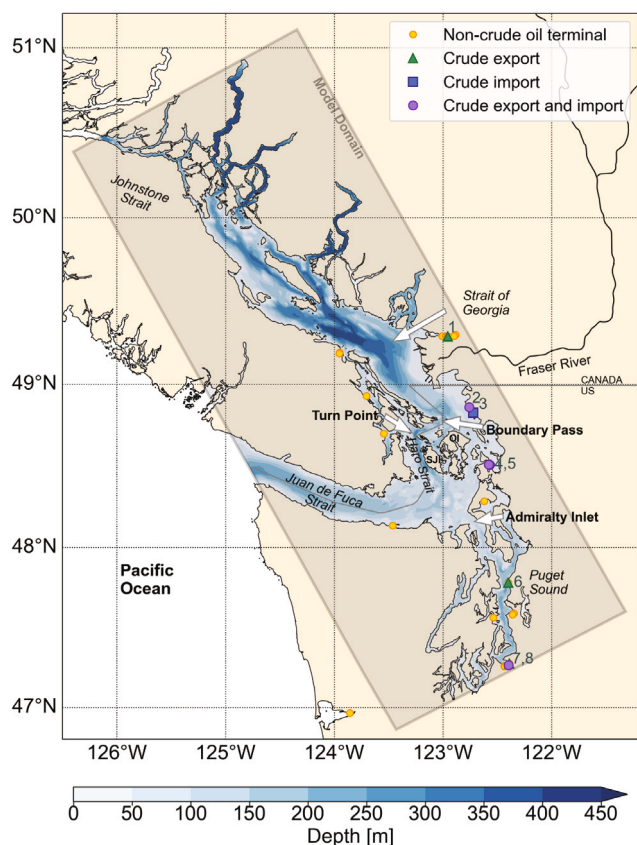 51°N
50°N
49°N
48°N
47°N
Non-crude oil terminal
Crude export
Crude import
Crude export and import
Model Domain
Johnstone
Strait
Strait of
Georgia
1
Fraser River
CANADA
US
23
Turn Point
Boundary Pass
OI
SJI
Haro Strait
4,5
Juan de Fuca
Strait
Admiralty Inlet
Pacific
Ocean
6
Puget
Sound
7,8
126°W
125°W
124°W
123°W
122°W
0
50
100
150
200
250
300
350
400
450
Depth [m]